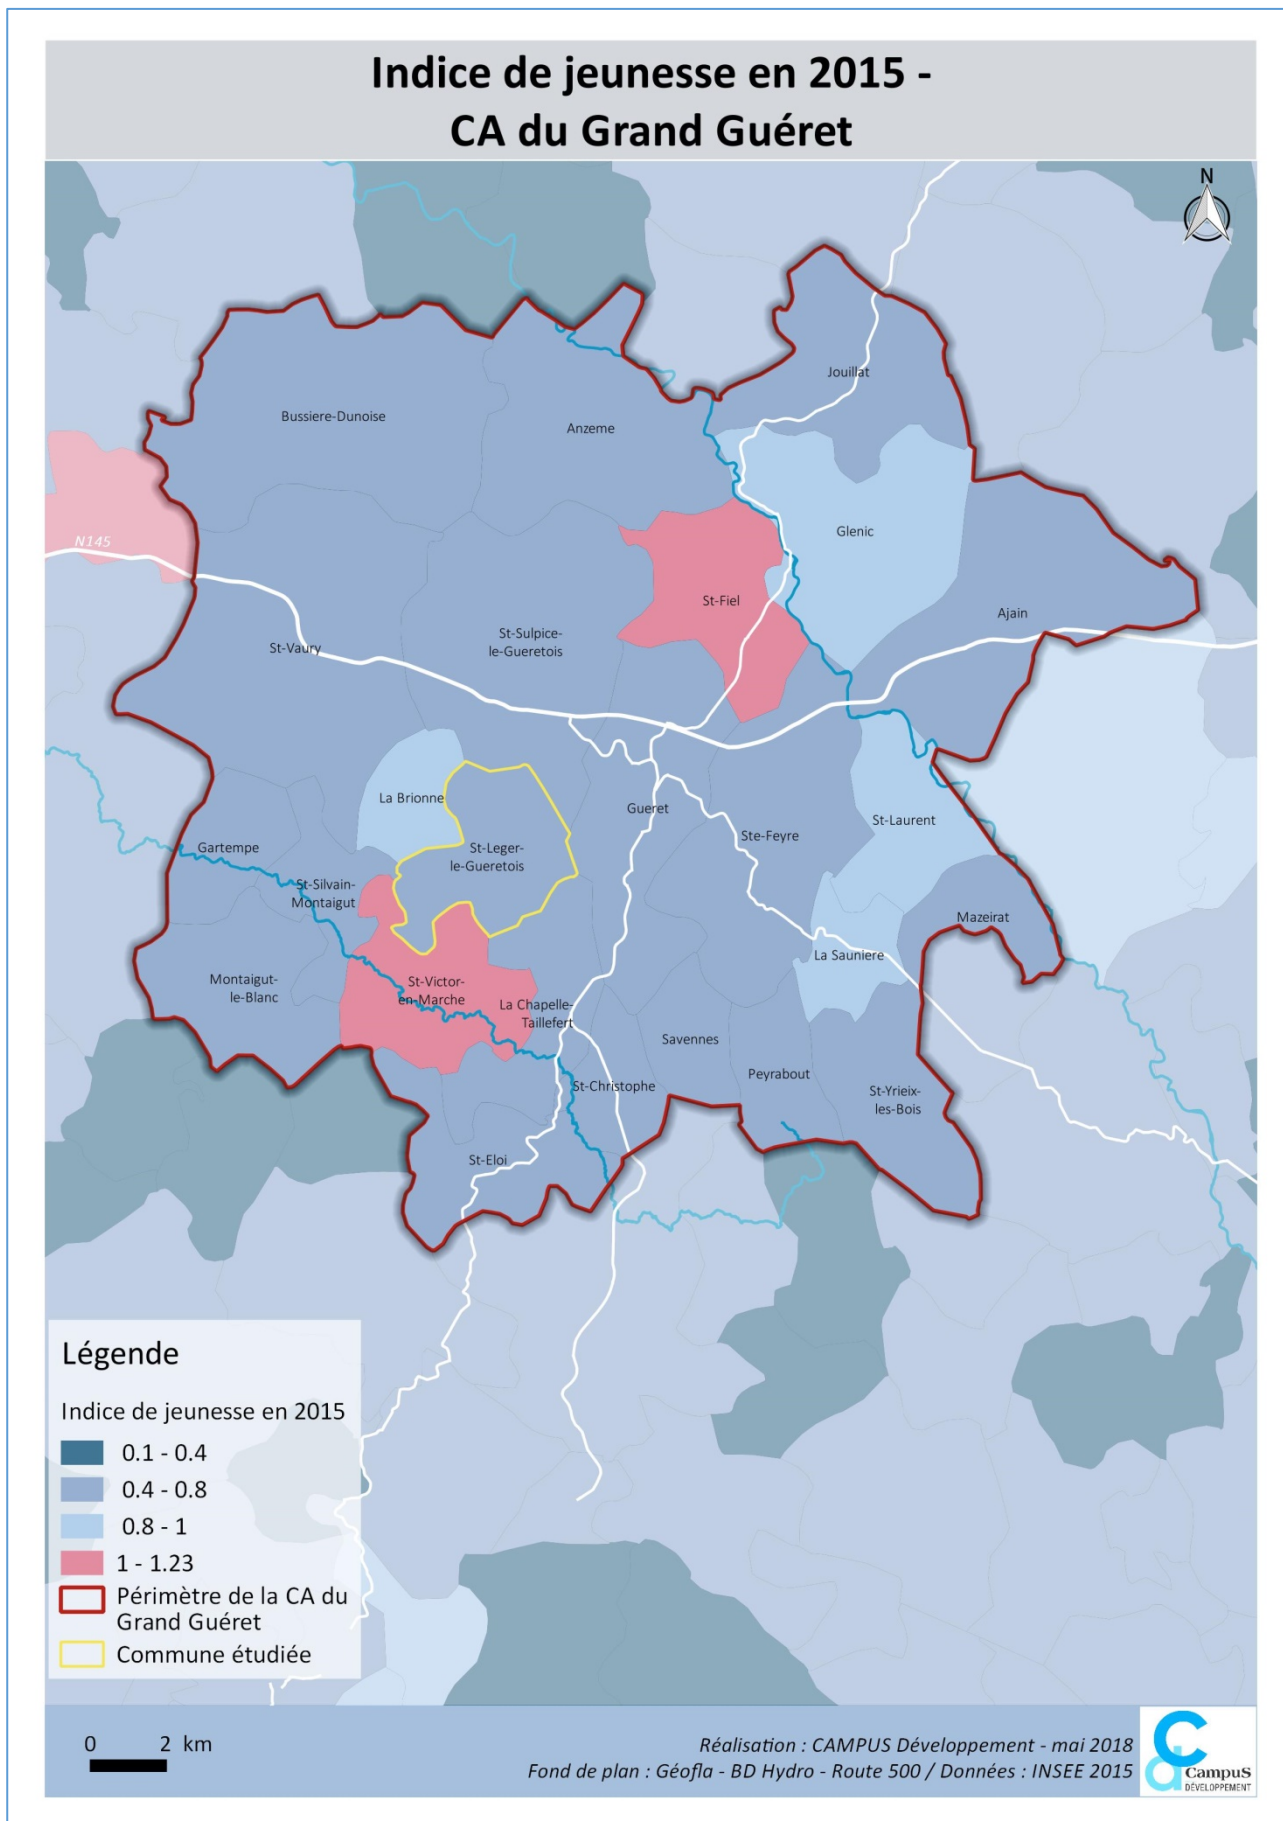 Indice de jeunesse en 2015 -
CA du Grand Guéret
N
Jouillat
Bussiere-Dunoise
Anzeme
Glenic
N145
St-Fiel
Ajain
St-Vaury
St-Sulpice-
le-Gueretois
La Brionne
Gueret
St-Laurent
Ste-Feyre
Gartempe
St-Leger-
le-Gueretois
St-Silvain-
Montaigut
Mazeirat
La Sauniere
Montaigut-
le-Blanc
St-Victor-
en-Marche
La Chapelle-
Taillefert
Savennes
Peyrabout
St-Christophe
St-Yrieix-
les-Bois
St-Eloi
Légende
Indice de jeunesse en 2015
0.1 - 0.4
0.4 - 0.8
0.8 - 1
1 - 1.23
Périmètre de la CA du
Grand Guéret
Commune étudiée
0 2 km
Réalisation : CAMPUS Développement - mai 2018
Fond de plan : Géofla - BD Hydro - Route 500 / Données : INSEE 2015
C
d
CampuS
DÉVELOPPEMENT